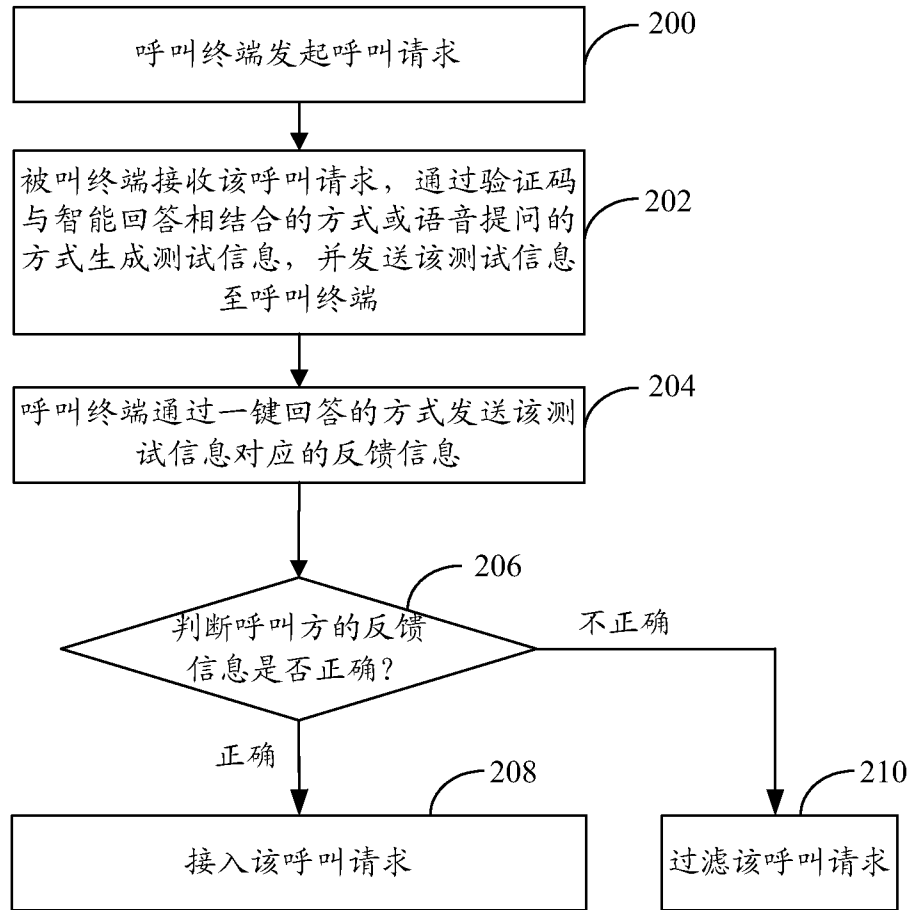 呼叫终端发起呼叫请求
200
被叫终端接收该呼叫请求，通过验证码
与智能回答相结合的方式或语音提问的
方式生成测试信息，并发送该测试信息
至呼叫终端
202
呼叫终端通过一键回答的方式发送该测
试信息对应的反馈信息
204
206
判断呼叫方的反馈
信息是否正确？
不正确
正确
208
210
接入该呼叫请求
过滤该呼叫请求